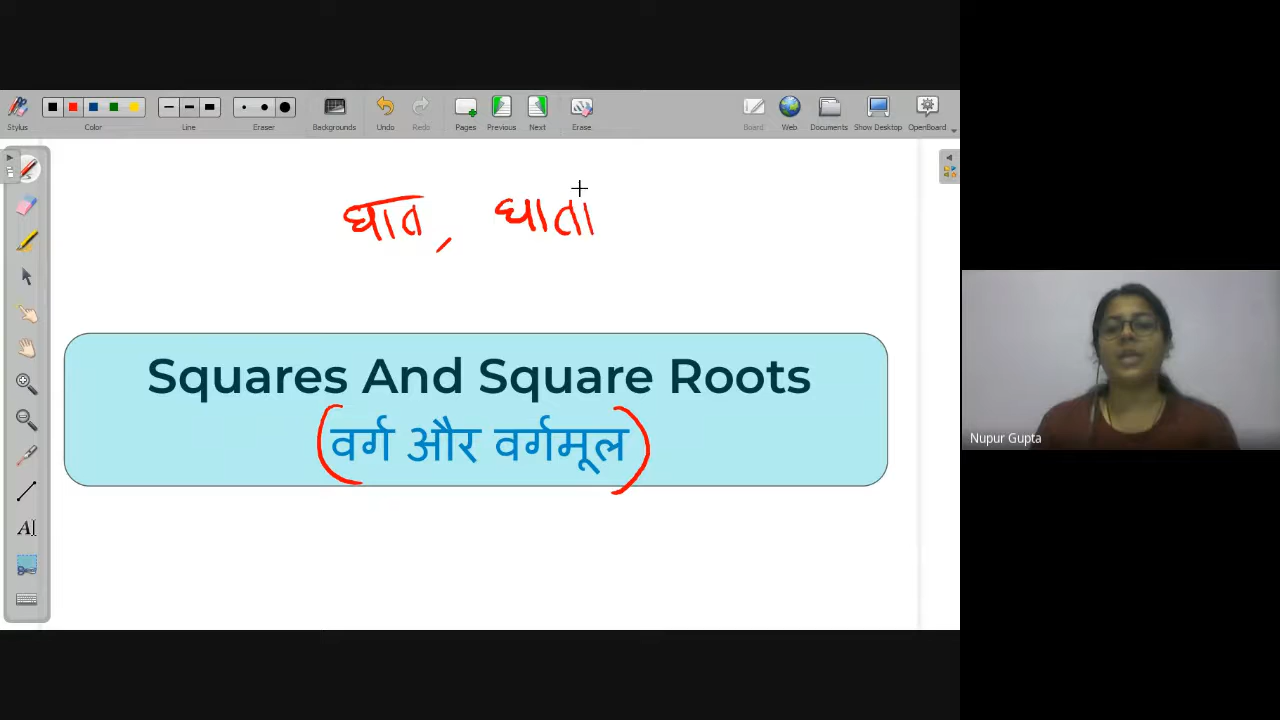 Stylus Color Line Eraser Backgrounds Undo Redo Pages Previous Next Erase Board Web Documents Show Desktop OpenBoard
घात, घाता
Squares And Square Roots
(वर्ग और वर्गमूल)
Nupur Gupta